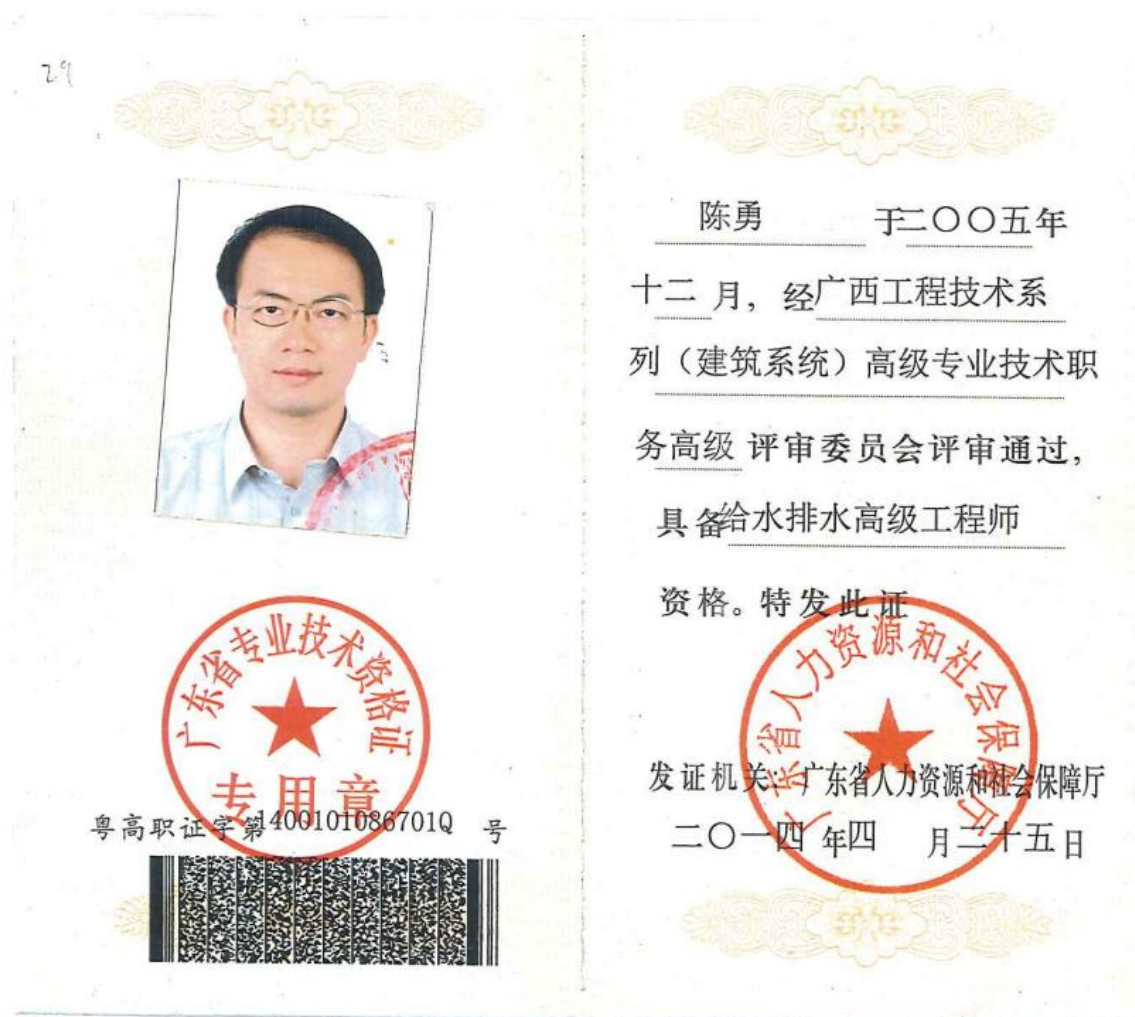 29
广东省专业技术资格证
专用章
粤高职证字第1400101086701Q 号
陈勇 于二〇〇五年
十二月，经广西工程技术系
列（建筑系统）高级专业技术职
务高级评审委员会评审通过，
具备给水排水高级工程师
资格。特发此证
广东省人力资源和社会保障厅
发证机关：广东省人力资源和社会保障厅
二〇一四年四月二十五日